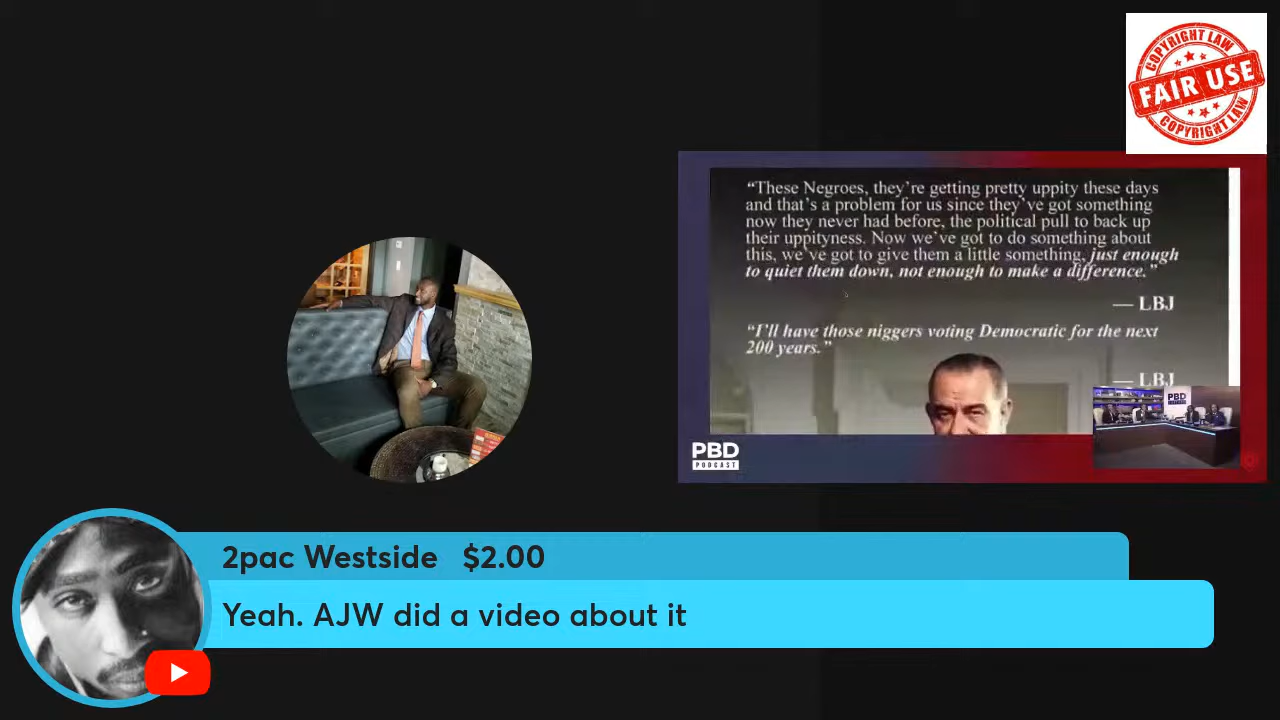 COPYRIGHT LAW
FAIR USE
COPYRIGHT LAW
“These Negroes, they’re getting pretty uppity these days
and that’s a problem for us since they’ve got something
now they never had before, the political pull to back up
their uppityness. Now we’ve got to do something about
this, we’ve got to give them a little something, just enough
to quiet them down, not enough to make a difference.”
— LBJ
“I’ll have those niggers voting Democratic for the next
200 years.”
— LBJ
PBD
PBD
PODCAST
2pac Westside $2.00
Yeah. AJW did a video about it